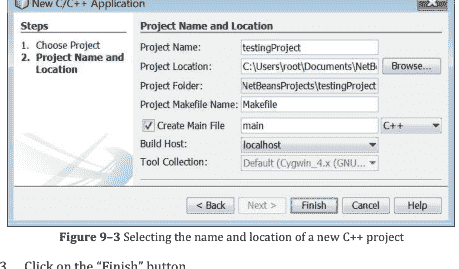 New C/C++ Application
Steps
1. Choose Project
2. Project Name and
Location
Project Name and Location
Project Name: testingProject
Project Location: C:\Users\root\Documents\NetB Browse...
Project Folder: NetBeansProjects\testingProject
Project Makefile Name: Makefile
Create Main File main C++
Build Host: localhost
Tool Collection: Default (Cygwin_4.x (GNU...
< Back Next > Finish Cancel Help
Figure 9–3 Selecting the name and location of a new C++ project
3. Click on the “Finish” button